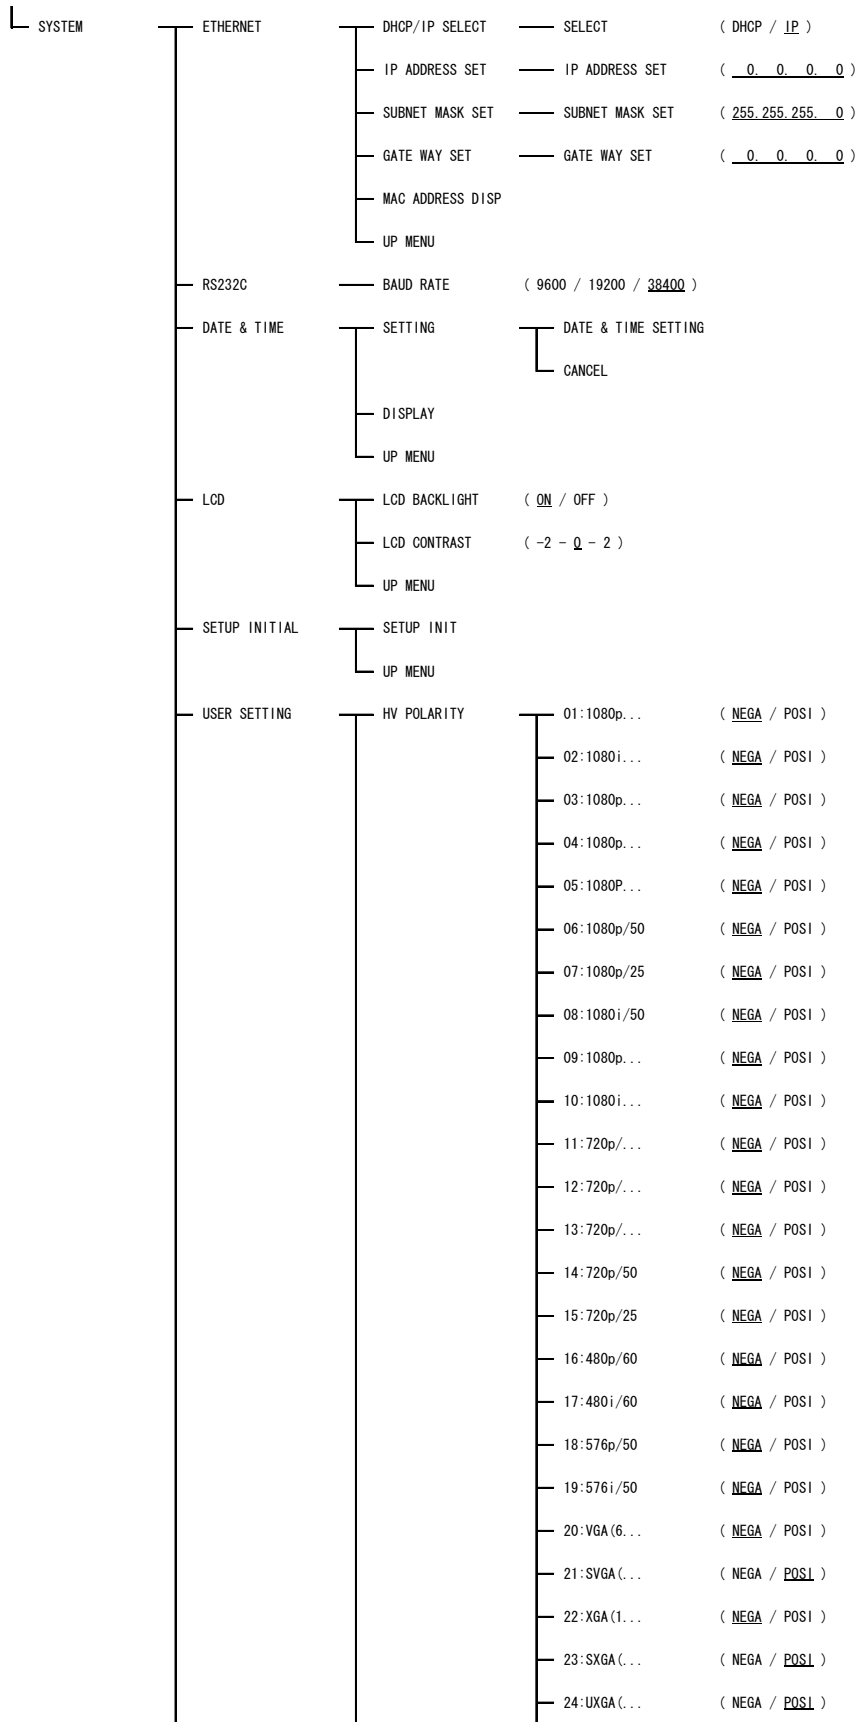 SYSTEM ETHERNET DHCP/IP SELECT SELECT ( DHCP / IP )
IP ADDRESS SET IP ADDRESS SET ( 0. 0. 0. 0 )
SUBNET MASK SET SUBNET MASK SET ( 255.255.255. 0 )
GATE WAY SET GATE WAY SET ( 0. 0. 0. 0 )
MAC ADDRESS DISP
UP MENU
RS232C BAUD RATE ( 9600 / 19200 / 38400 )
DATE & TIME SETTING DATE & TIME SETTING
CANCEL
DISPLAY
UP MENU
LCD LCD BACKLIGHT ( ON / OFF )
LCD CONTRAST ( -2 - 0 - 2 )
UP MENU
SETUP INITIAL SETUP INIT
UP MENU
USER SETTING HV POLARITY 01:1080p... ( NEGA / POSI )
02:1080i... ( NEGA / POSI )
03:1080p... ( NEGA / POSI )
04:1080p... ( NEGA / POSI )
05:1080P... ( NEGA / POSI )
06:1080p/50 ( NEGA / POSI )
07:1080p/25 ( NEGA / POSI )
08:1080i/50 ( NEGA / POSI )
09:1080p... ( NEGA / POSI )
10:1080i... ( NEGA / POSI )
11:720p/... ( NEGA / POSI )
12:720p/... ( NEGA / POSI )
13:720p/... ( NEGA / POSI )
14:720p/50 ( NEGA / POSI )
15:720p/25 ( NEGA / POSI )
16:480p/60 ( NEGA / POSI )
17:480i/60 ( NEGA / POSI )
18:576p/50 ( NEGA / POSI )
19:576i/50 ( NEGA / POSI )
20:VGA(6... ( NEGA / POSI )
21:SVGA(... ( NEGA / POSI )
22:XGA(1... ( NEGA / POSI )
23:SXGA(... ( NEGA / POSI )
24:UXGA(... ( NEGA / POSI )